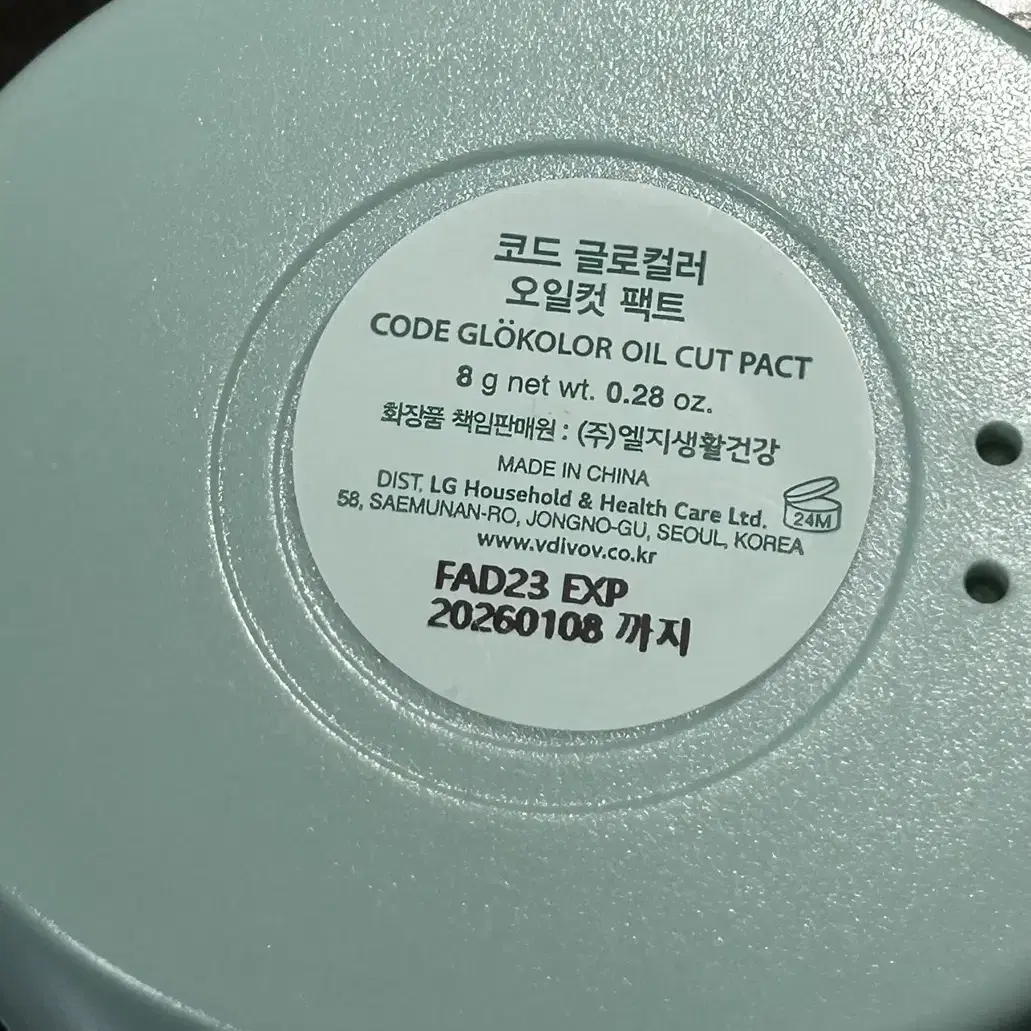 코드 글로컬러
오일컷 팩트
CODE GLÖKOLOR OIL CUT PACT
8 g net wt. 0.28 oz.
화장품 책임판매원 : (주)엘지생활건강
MADE IN CHINA
DIST. LG Household & Health Care Ltd.
58, SAEMUNAN-RO, JONGNO-GU, SEOUL, KOREA
24M
www.vdivov.co.kr
FAD23 EXP
20260108 까지